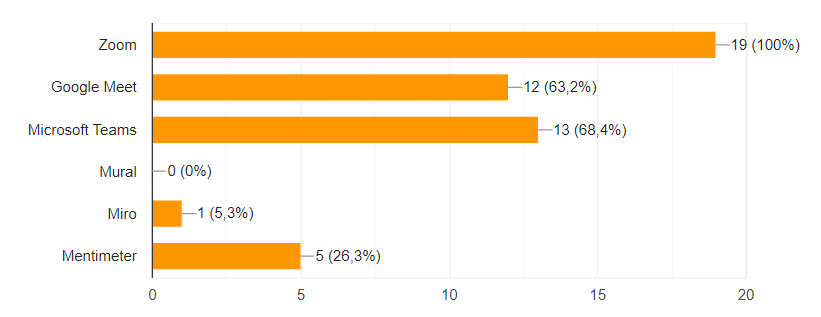 Zoom 19 (100%)
Google Meet 12 (63,2%)
Microsoft Teams 13 (68,4%)
Mural 0 (0%)
Miro 1 (5,3%)
Mentimeter 5 (26,3%)
0 5 10 15 20